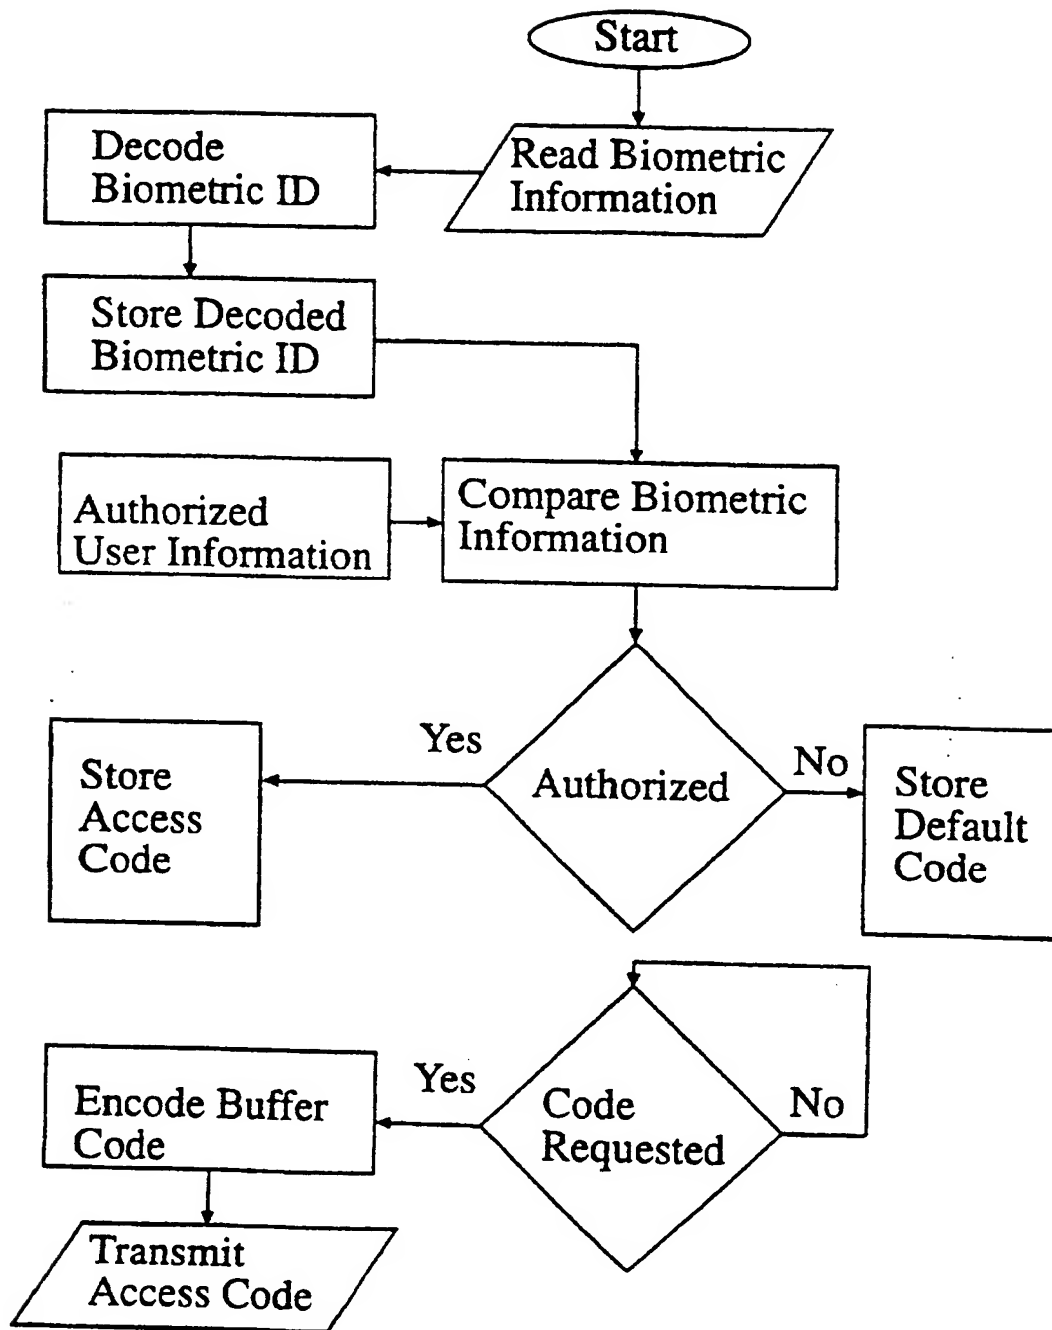 Start
Read Biometric
Information
Decode
Biometric ID
Store Decoded
Biometric ID
Authorized
User Information
Compare Biometric
Information
Authorized
Yes
No
Store
Access
Code
Store
Default
Code
Code
Requested
Yes
No
Encode Buffer
Code
Transmit
Access Code